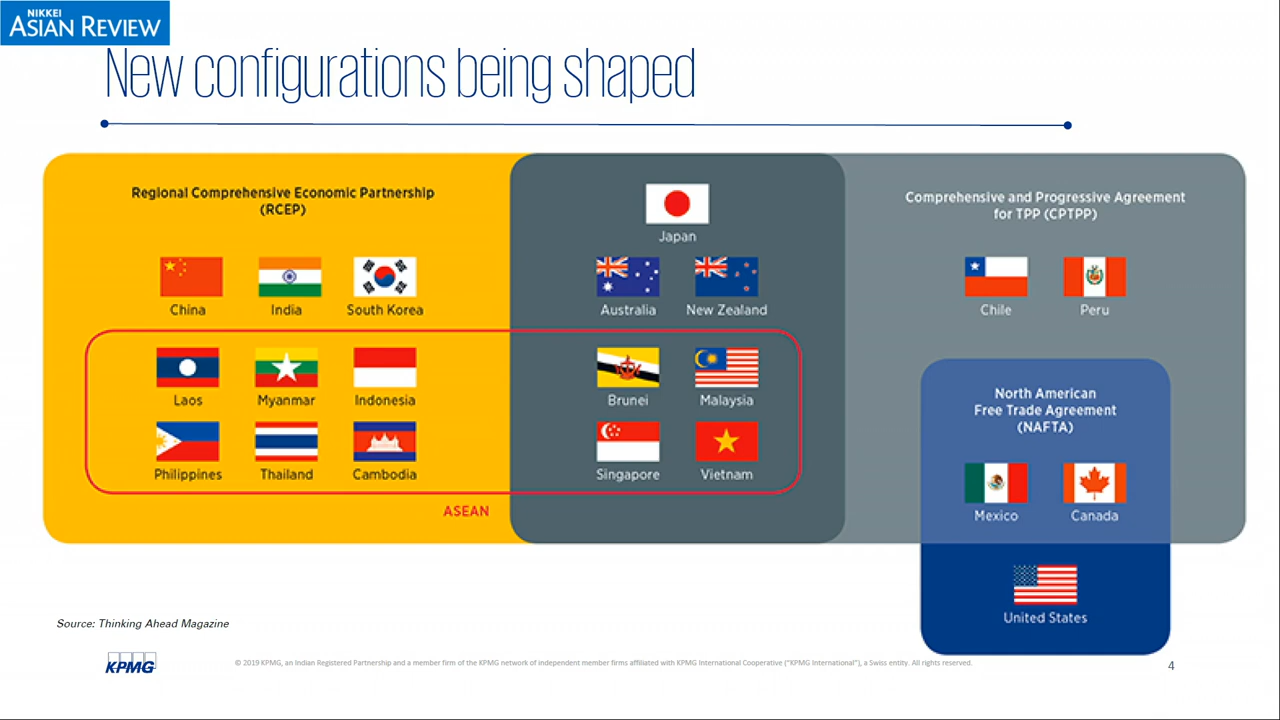 NIKKEI
ASIAN REVIEW
New configurations being shaped
Regional Comprehensive Economic Partnership
(RCEP)
China
India
South Korea
Laos
Myanmar
Indonesia
Philippines
Thailand
Cambodia
ASEAN
Japan
Australia
New Zealand
Brunei
Malaysia
Singapore
Vietnam
Comprehensive and Progressive Agreement
for TPP (CPTPP)
Chile
Peru
North American
Free Trade Agreement
(NAFTA)
Mexico
Canada
United States
Source: Thinking Ahead Magazine
KPMG
© 2019 KPMG, an Indian Registered Partnership and a member firm of the KPMG network of independent member firms affiliated with KPMG International Cooperative (“KPMG International”), a Swiss entity. All rights reserved.
4